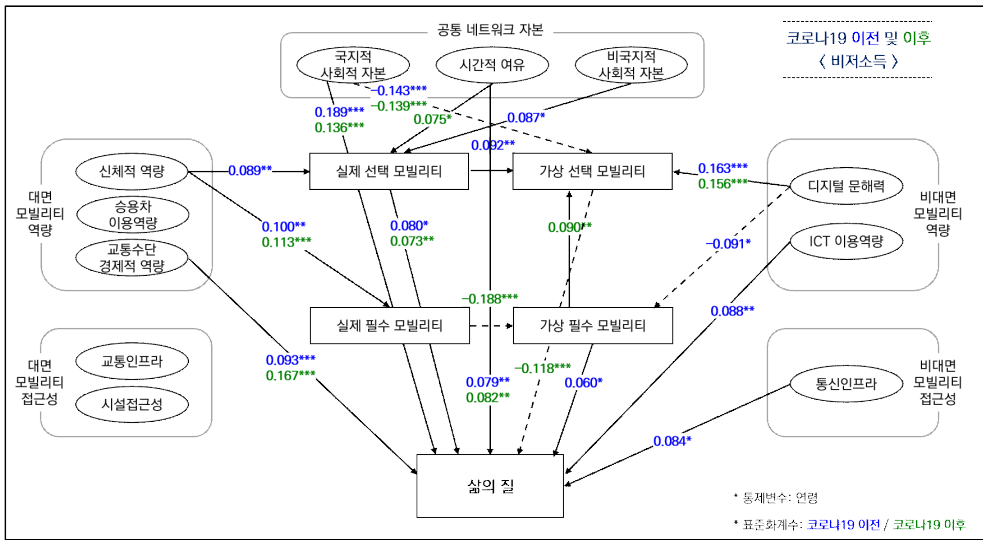 공통 네트워크 자본
코로나19 이전 및 이후
< 비저소득 >
국지적
사회적 자본
시간적 여유
비국지적
사회적 자본
−0.143***
−0.139***
0.189***
0.136***
0.075*
0.087*
0.092**
대면
모빌리티
역량
신체적 역량
승용차
이용역량
교통수단
경제적 역량
0.089**
실제 선택 모빌리티
가상 선택 모빌리티
0.163***
0.156***
디지털 문해력
ICT 이용역량
비대면
모빌리티
역량
0.100**
0.113***
0.080*
0.073**
0.090**
−0.091*
−0.188***
0.088**
실제 필수 모빌리티
가상 필수 모빌리티
대면
모빌리티
접근성
교통인프라
시설접근성
0.093***
0.167***
−0.118***
0.079**
0.082**
0.060*
통신인프라
비대면
모빌리티
접근성
0.084*
삶의 질
* 통제변수: 연령
* 표준화계수: 코로나19 이전 / 코로나19 이후